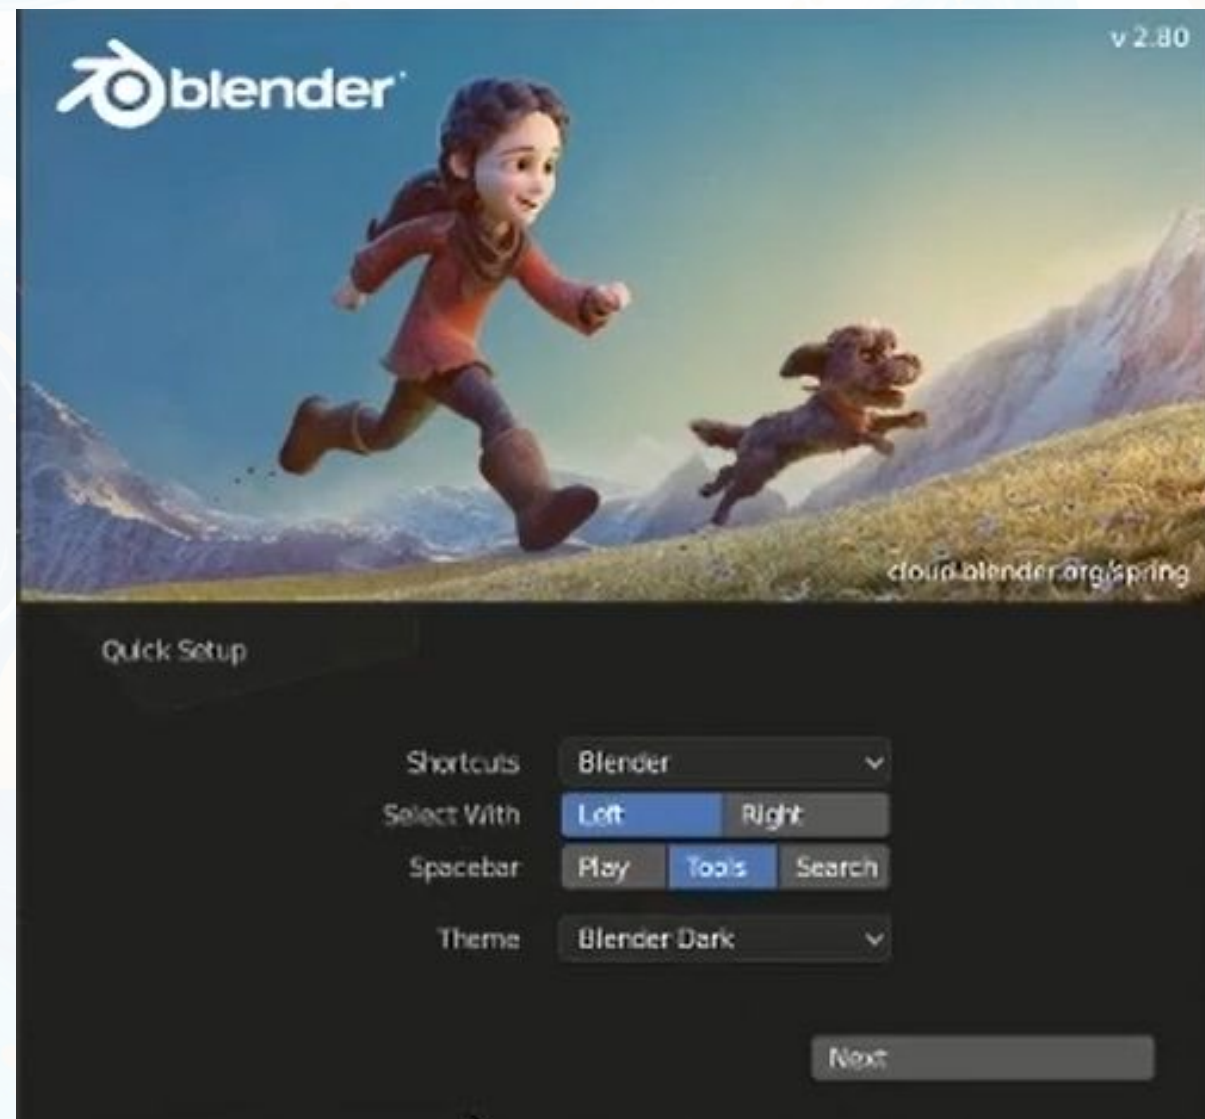 blender
v 2.80
cloud.blender.org/spring
Quick Setup
Shortcuts Blender
Select With Left Right
Spacebar Play Tools Search
Theme Blender Dark
Next